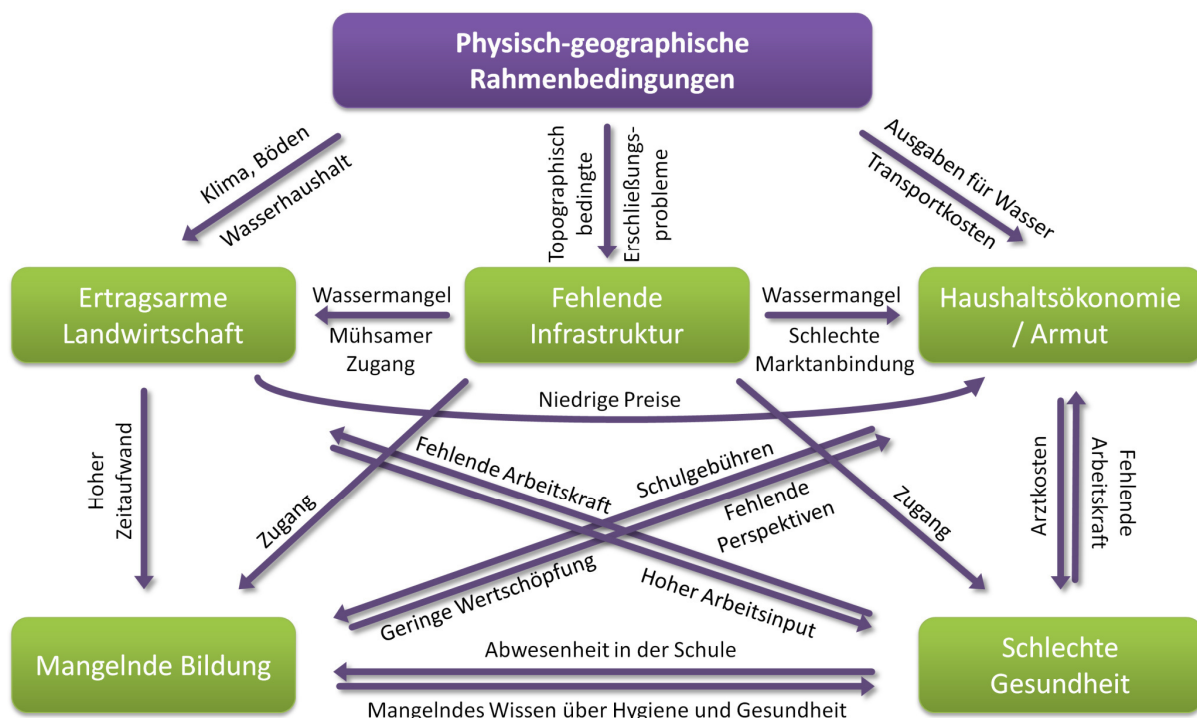 Physisch-geographische
Rahmenbedingungen
Klima, Böden
Wasserhaushalt
Topographisch
bedingte
Erschließungs-
probleme
Ausgaben für Wasser
Transportkosten
Ertragsarme
Landwirtschaft
Wassermangel
Mühsamer
Zugang
Fehlende
Infrastruktur
Wassermangel
Schlechte
Marktanbindung
Haushaltsökonomie
/ Armut
Niedrige Preise
Hoher
Zeitaufwand
Zugang
Fehlende Arbeitskraft
Hoher Arbeitsinput
Schulgebühren
Fehlende
Perspektiven
Geringe Wertschöpfung
Zugang
Arzkosten
Fehlende
Arbeitskraft
Mangelnde Bildung
Abwesenheit in der Schule
Mangelndes Wissen über Hygiene und Gesundheit
Schlechte
Gesundheit